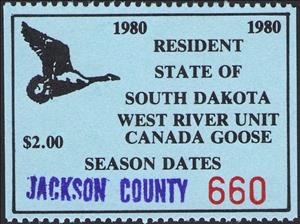 1980 1980
RESIDENT
STATE OF
SOUTH DAKOTA
WEST RIVER UNIT
$2.00 CANADA GOOSE
SEASON DATES
JACKSON COUNTY 660